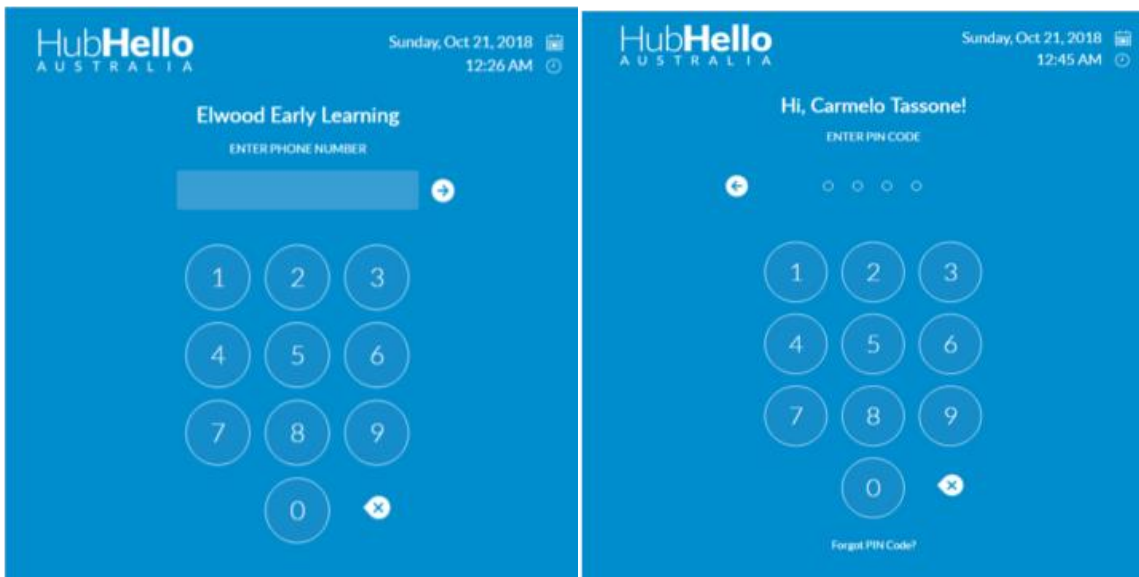 HubHello
AUSTRALIA
Sunday, Oct 21, 2018
12:26 AM
Elwood Early Learning
ENTER PHONE NUMBER
1 2 3
4 5 6
7 8 9
0
HubHello
AUSTRALIA
Sunday, Oct 21, 2018
12:45 AM
Hi, Carmelo Tassone!
ENTER PIN CODE
1 2 3
4 5 6
7 8 9
0
Forgot PIN Code?